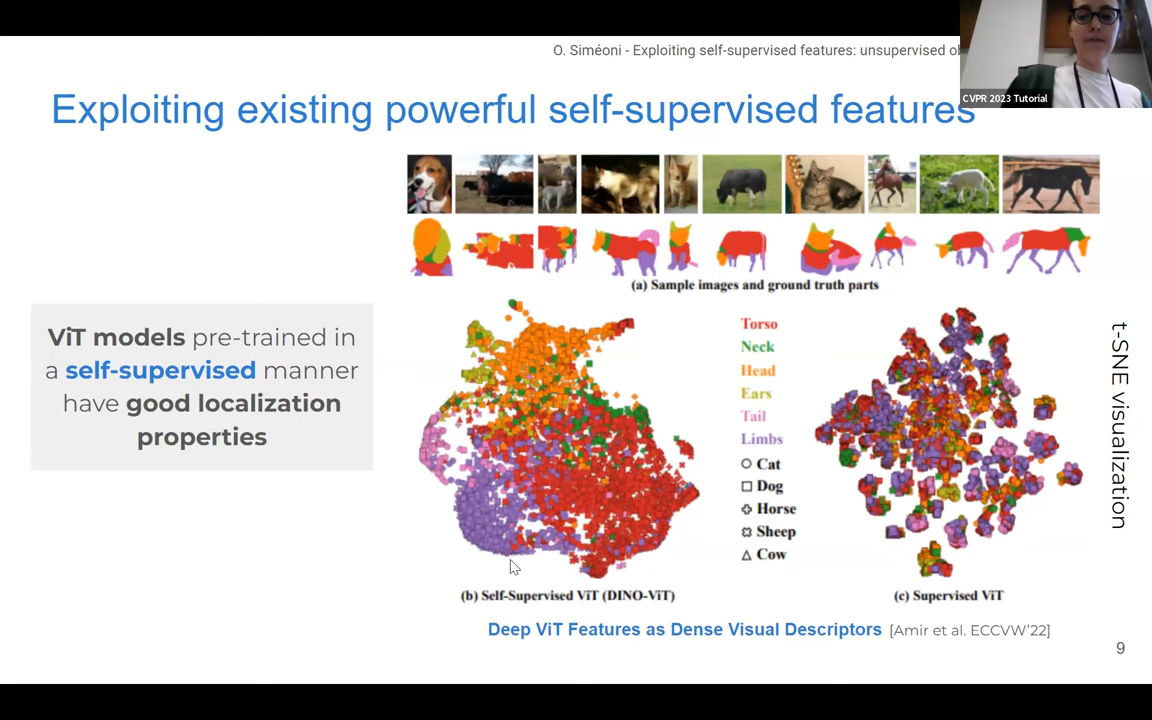 O. Siméoni - Exploiting self-supervised features: unsupervised
CVPR 2023 Tutorial
Exploiting existing powerful self-supervised features
(a) Sample images and ground truth parts
ViT models pre-trained in
a self-supervised manner
have good localization
properties
Torso
Neck
Head
Ears
Tail
Limbs
Cat
Dog
Horse
Sheep
Cow
t-SNE visualization
(b) Self-Supervised ViT (DINO-ViT)
(c) Supervised ViT
Deep ViT Features as Dense Visual Descriptors [Amir et al. ECCVW'22]
9